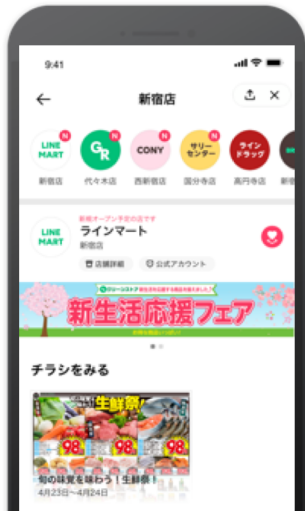 9:41
新宿店
N
N
N
N
N
LINE
MART
GR
CONY
サリー
センター
ライン
ドラッグ
新宿店
代々木店
西新宿店
国分寺店
高円寺店
新宿
新規オープン予定の店です
LINE
MART
ラインマート
新宿店
店舗詳細
公式アカウント
新生活応援フェア
チラシをみる
生鮮祭!
98
98
98
旬の味覚を味わう!生鮮祭!
4月23日〜4月24日